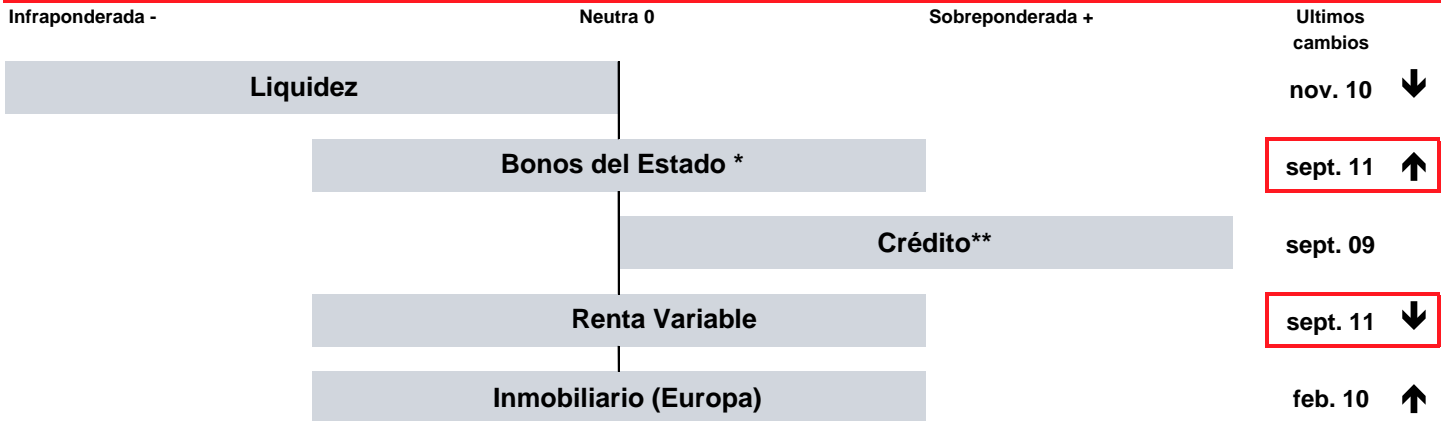 Infraponderada - Neutra 0 Sobreponderada + Ultimos
cambios
Liquidez nov. 10 ↓
Bonos del Estado * sept. 11 ↑
Crédito** sept. 09
Renta Variable sept. 11 ↓
Inmobiliario (Europa) feb. 10 ↑